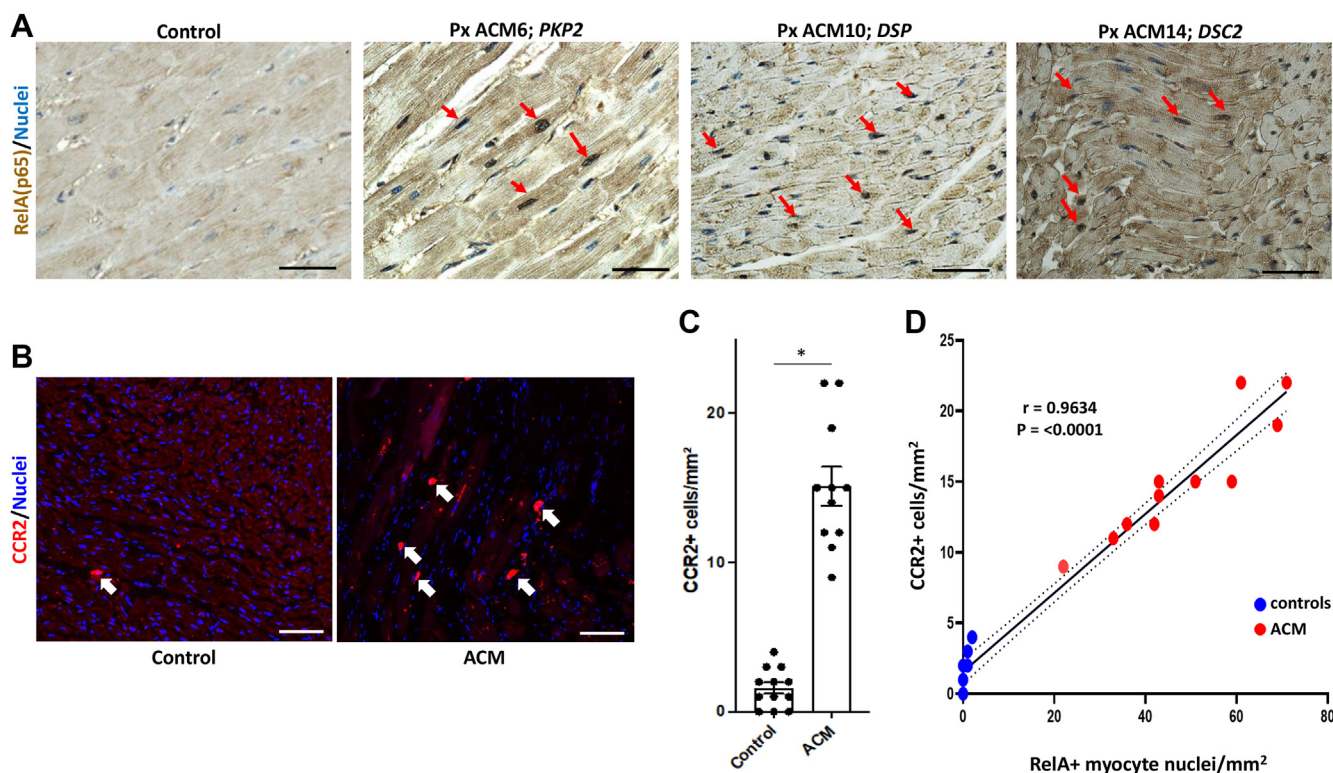 A
Control
Px ACM6; PKP2
Px ACM10; DSP
Px ACM14; DSC2
RelA(p65)/Nuclei
B
CCR2/Nuclei
Control
ACM
C
*
CCR2+ cells/mm²
20
10
0
Control
ACM
D
CCR2+ cells/mm²
25
20
15
10
5
0
r = 0.9634
P = <0.0001
controls
ACM
0 20 40 60 80
RelA+ myocyte nuclei/mm²